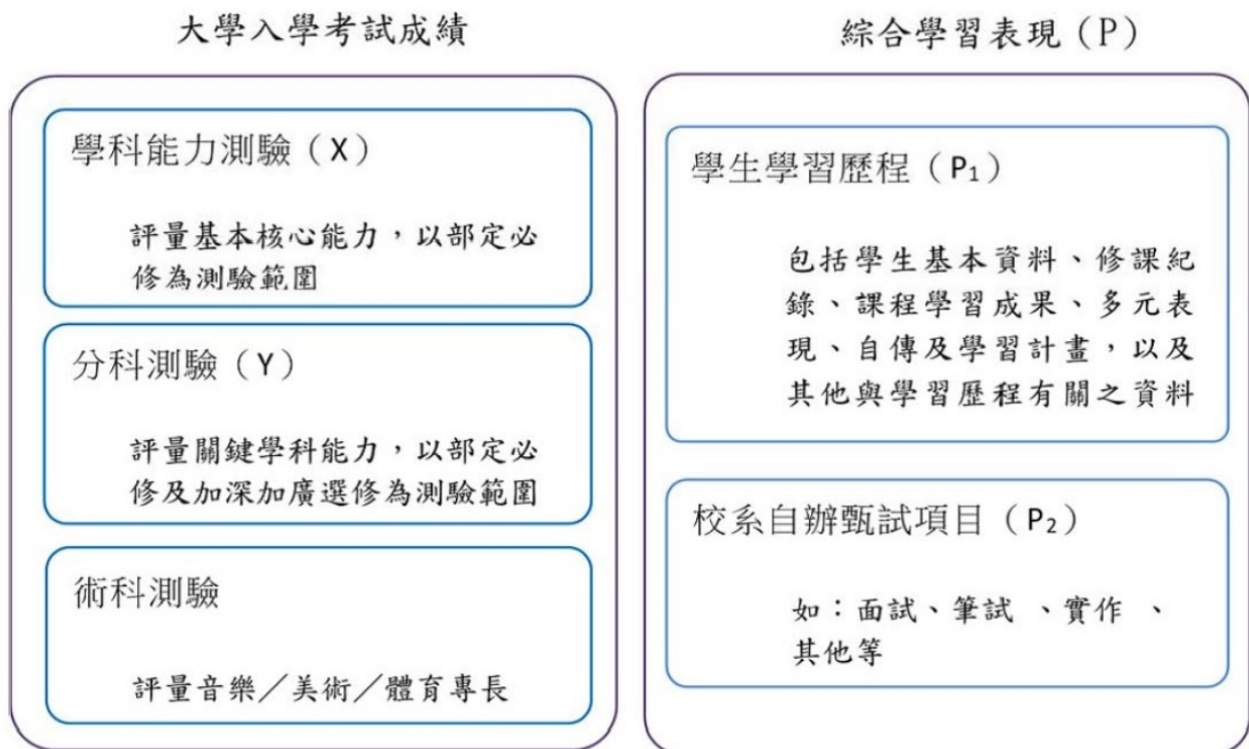 大學入學考試成績
學科能力測驗（X）
評量基本核心能力，以部定必
修為測驗範圍
分科測驗（Y）
評量關鍵學科能力，以部定必
修及加深加廣選修為測驗範圍
術科測驗
評量音樂／美術／體育專長
綜合學習表現（P）
學生學習歷程（P₁）
包括學生基本資料、修課紀
錄、課程學習成果、多元表
現、自傳及學習計畫，以及
其他與學習歷程有關之資料
校系自辦甄試項目（P₂）
如：面試、筆試 、實作 、
其他等